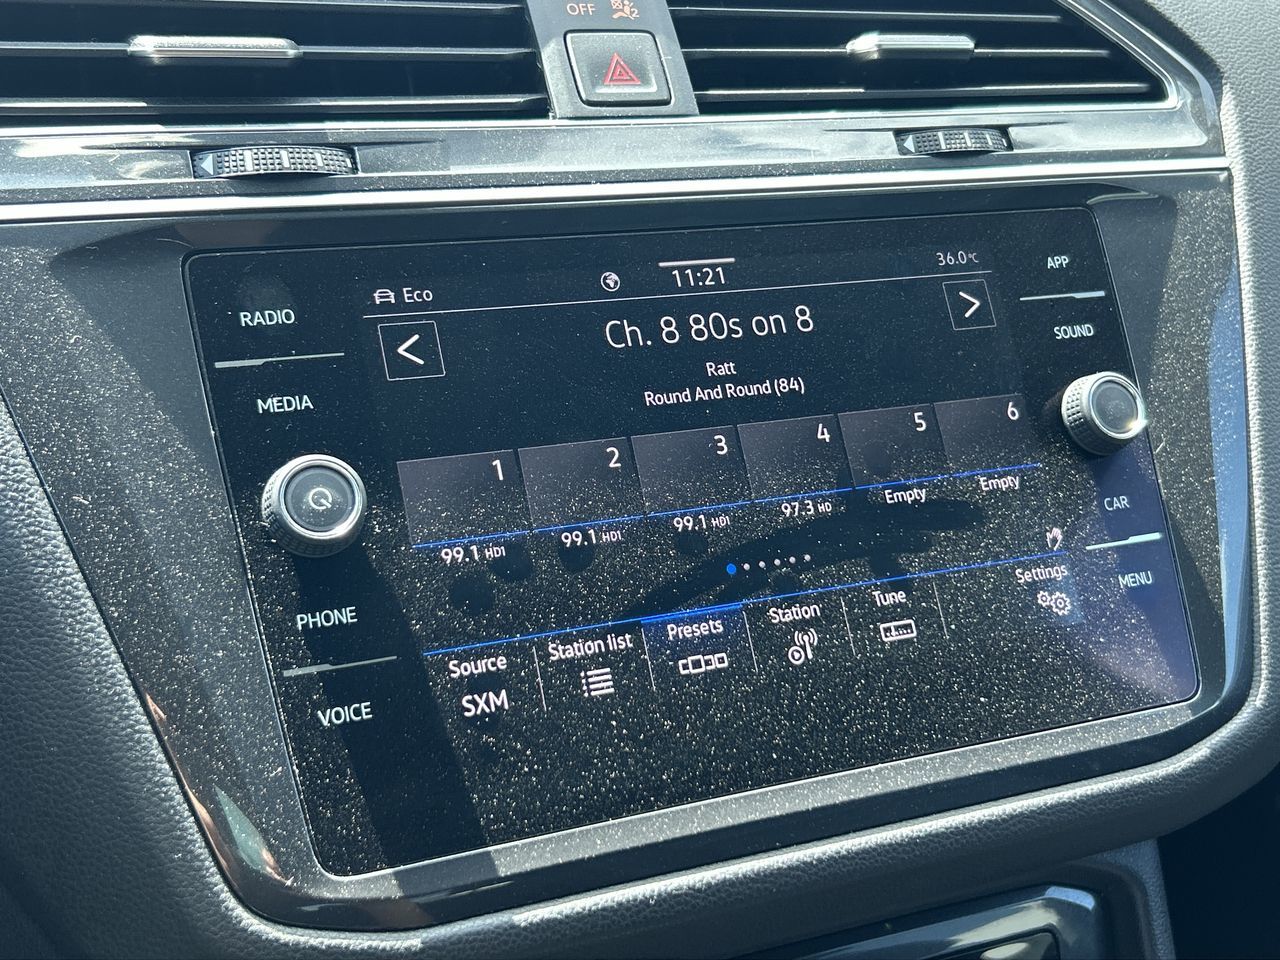 OFF
2
RADIO
MEDIA
PHONE
VOICE
Eco
11:21
36.0°C
Ch. 8 80s on 8
Ratt
Round And Round (84)
1
2
3
4
5
6
99.1 HD1
99.1 HD1
99.1 HD1
97.3 HD
Empty
Empty
Source
SXM
Station list
Presets
Station
Tune
Settings
APP
SOUND
CAR
MENU